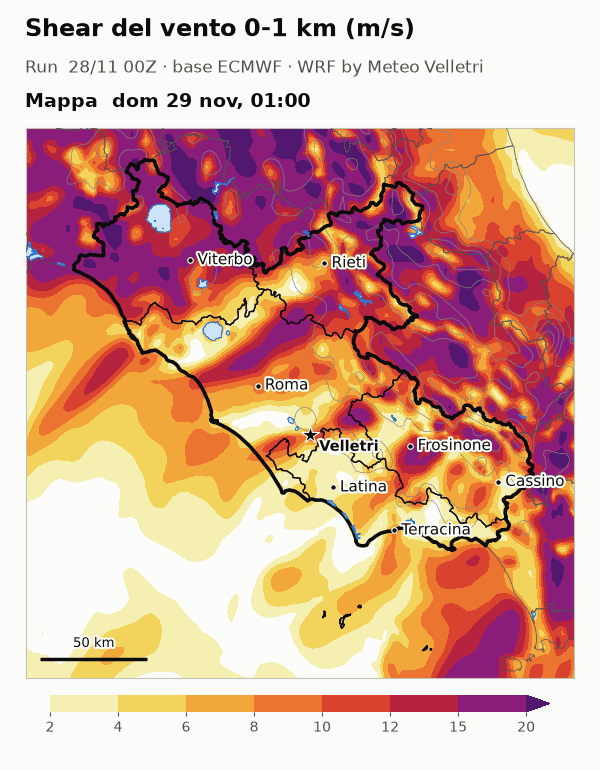 Shear del vento 0-1 km (m/s)
Run  28/11 00Z · base ECMWF · WRF by Meteo Velletri
Mappa  dom 29 nov, 01:00
Viterbo
Rieti
Roma
Velletri
Frosinone
Latina
Cassino
Terracina
50 km
2 4 6 8 10 12 15 20